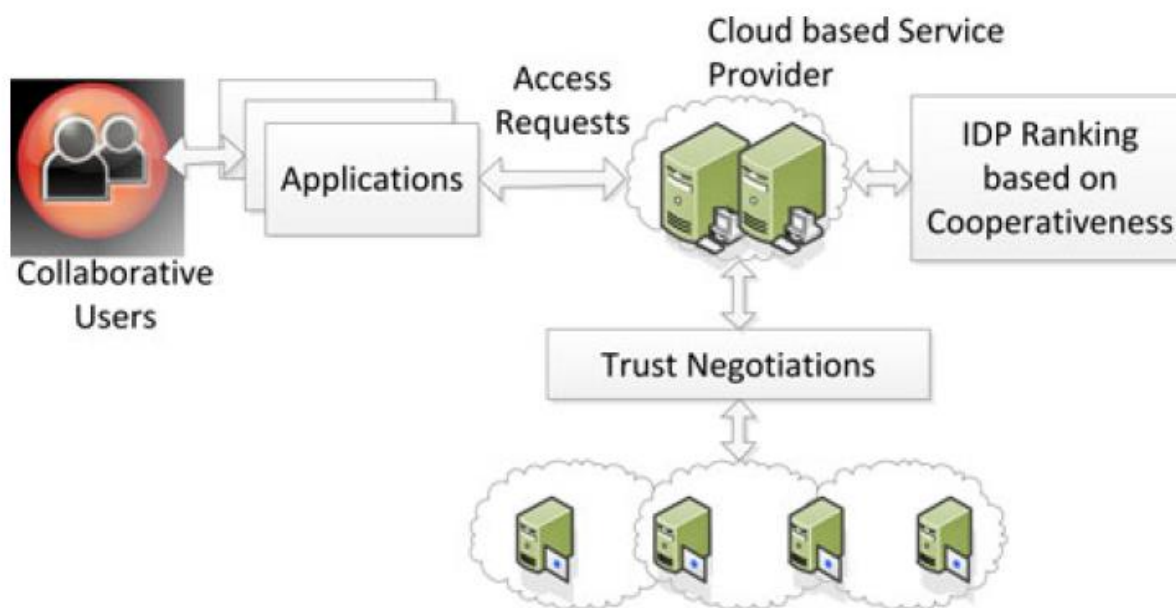 Cloud based Service
Provider
Access
Requests
IDP Ranking
based on
Cooperativeness
Applications
Collaborative
Users
Trust Negotiations